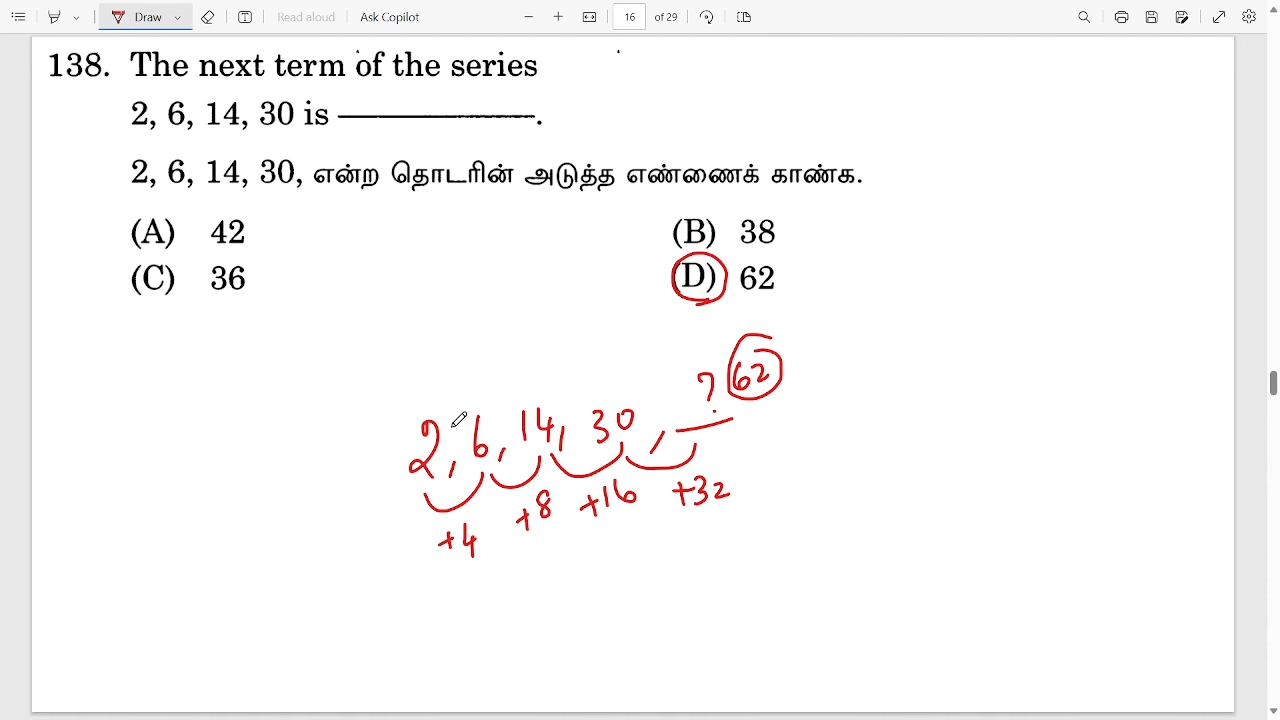 Draw
Read aloud
Ask Copilot
16 of 29
138. The next term of the series
2, 6, 14, 30 is ————.
2, 6, 14, 30, என்ற தொடரின் அடுத்த எண்ணைக் காண்க.
(A) 42 (B) 38
(C) 36 (D) 62
? 62
2, 6, 14, 30, __
+4 +8 +16 +32